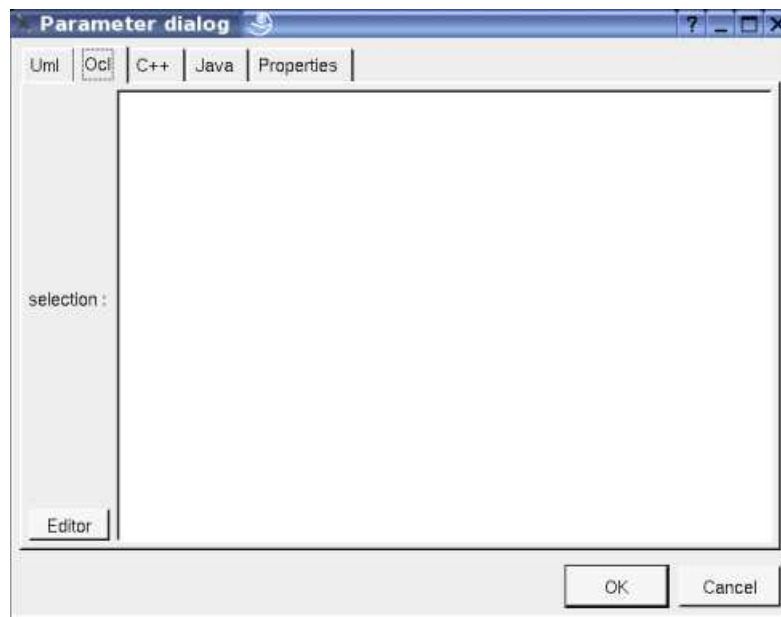 Parameter dialog
Uml Ocl C++ Java Properties
selection :
Editor
OK Cancel